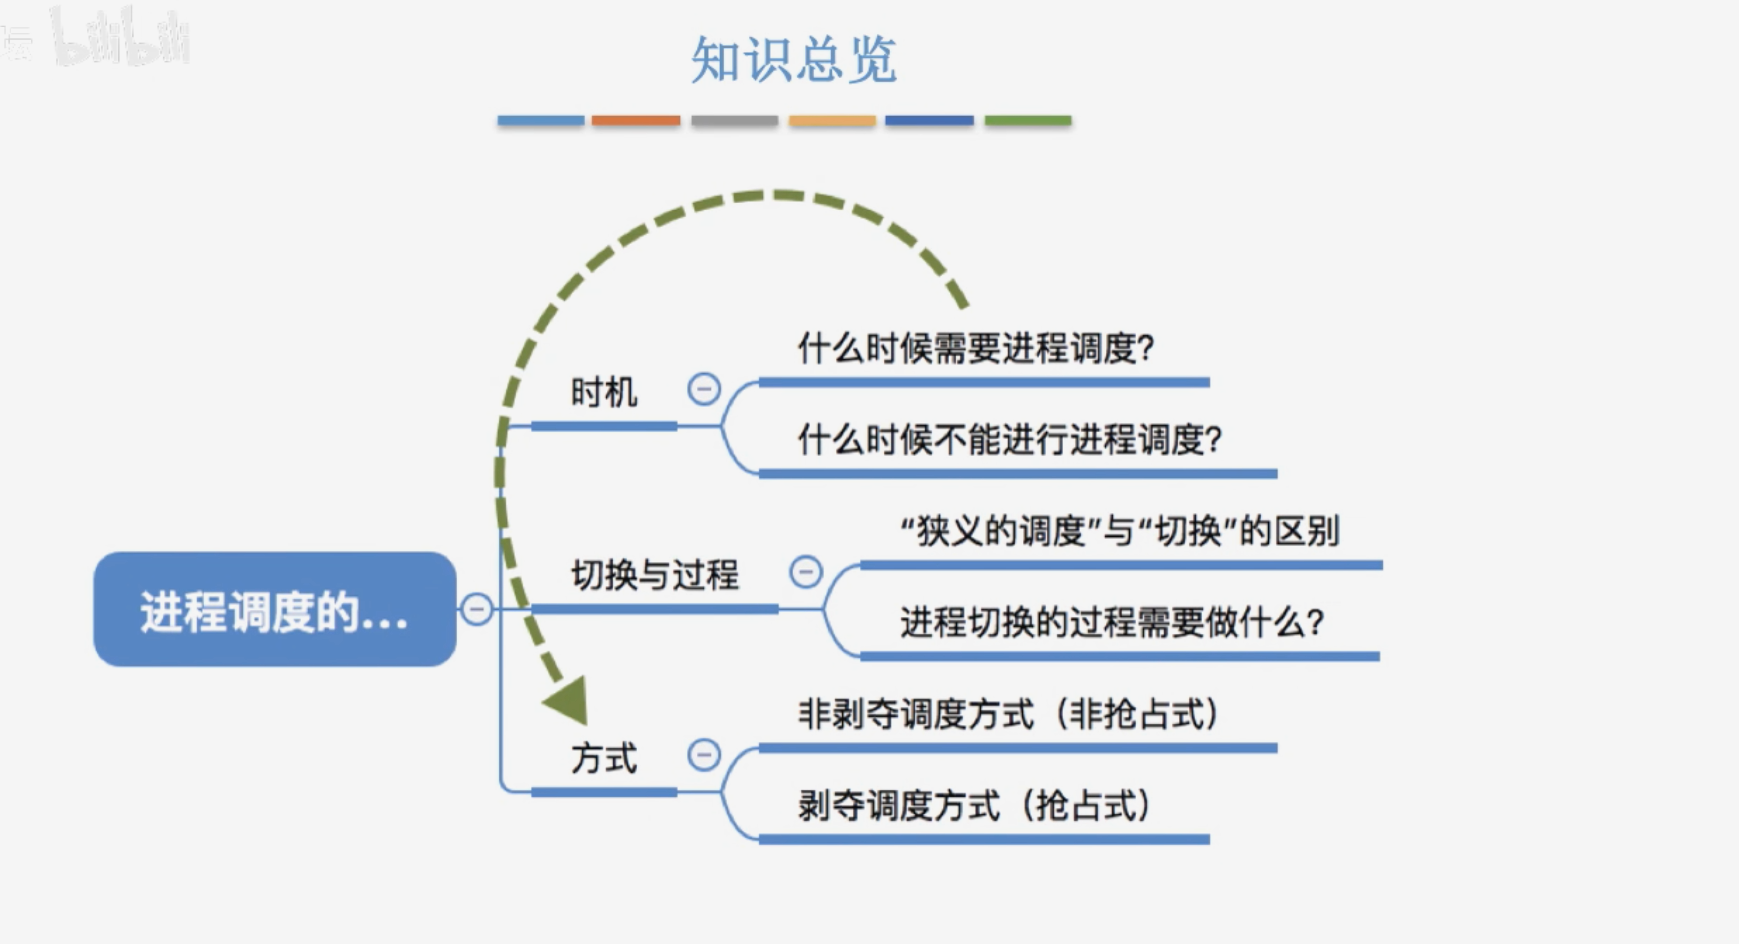 bilibili
知识总览
什么时候需要进程调度?
时机
什么时候不能进行进程调度?
“狭义的调度”与“切换”的区别
切换与过程
进程调度的...
进程切换的过程需要做什么?
非剥夺调度方式（非抢占式）
方式
剥夺调度方式（抢占式）